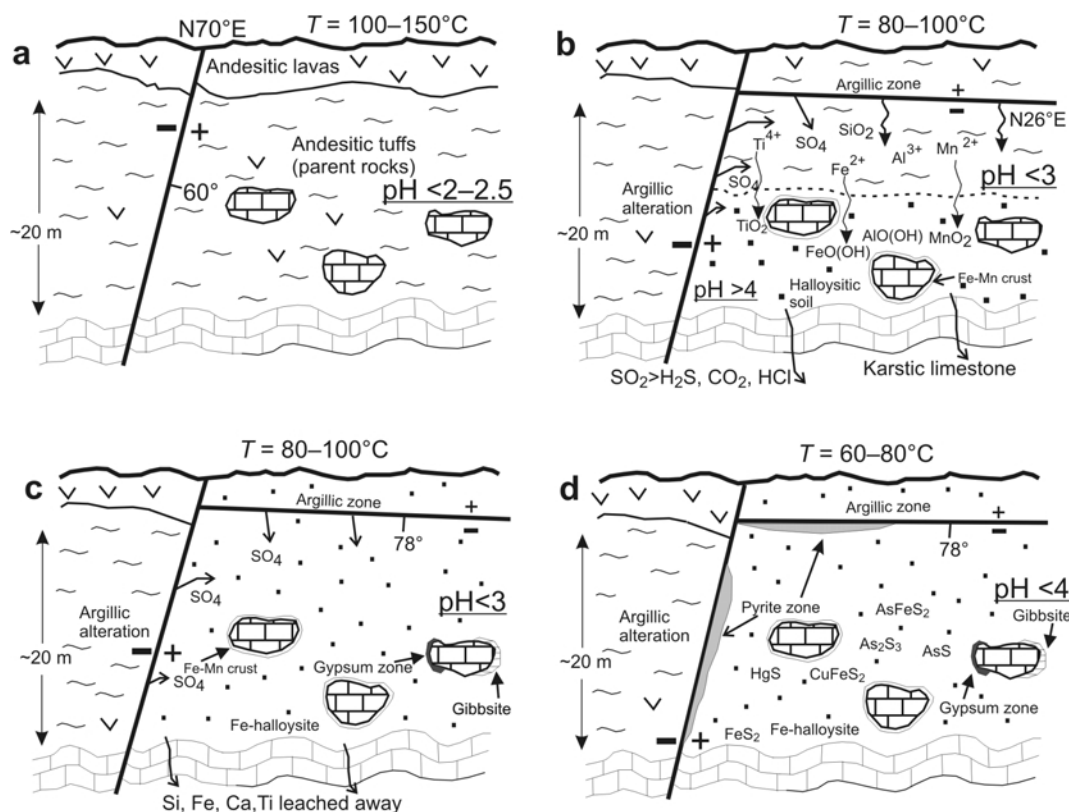 a
N70°E
T = 100–150°C
Andesitic lavas
− +
Andesitic tuffs
(parent rocks)
60°
pH <2–2.5
~20 m
b
T = 80–100°C
Argillic zone
+
−
N26°E
Ti4+
SO4
SiO2
Al3+
Mn 2+
Fe2+
pH <3
SO4
Argillic
alteration
~20 m
TiO2
FeO(OH)
AlO(OH)
MnO2
− +
pH >4
Halloysitic
soil
Fe-Mn crust
SO2>H2S, CO2, HCl
Karstic limestone
c
T = 80–100°C
Argillic zone
+
−
78°
SO4
SO4
pH<3
Argillic
alteration
~20 m
− +
Fe-Mn crust
Gypsum zone
SO4
Gibbsite
Fe-halloysite
Si, Fe, Ca,Ti leached away
d
T = 60–80°C
Argillic zone
+
−
78°
pH <4
Pyrite zone
AsFeS2
Gibbsite
Argillic
alteration
As2S3
AsS
~20 m
HgS
CuFeS2
Gypsum zone
− +
FeS2
Fe-halloysite